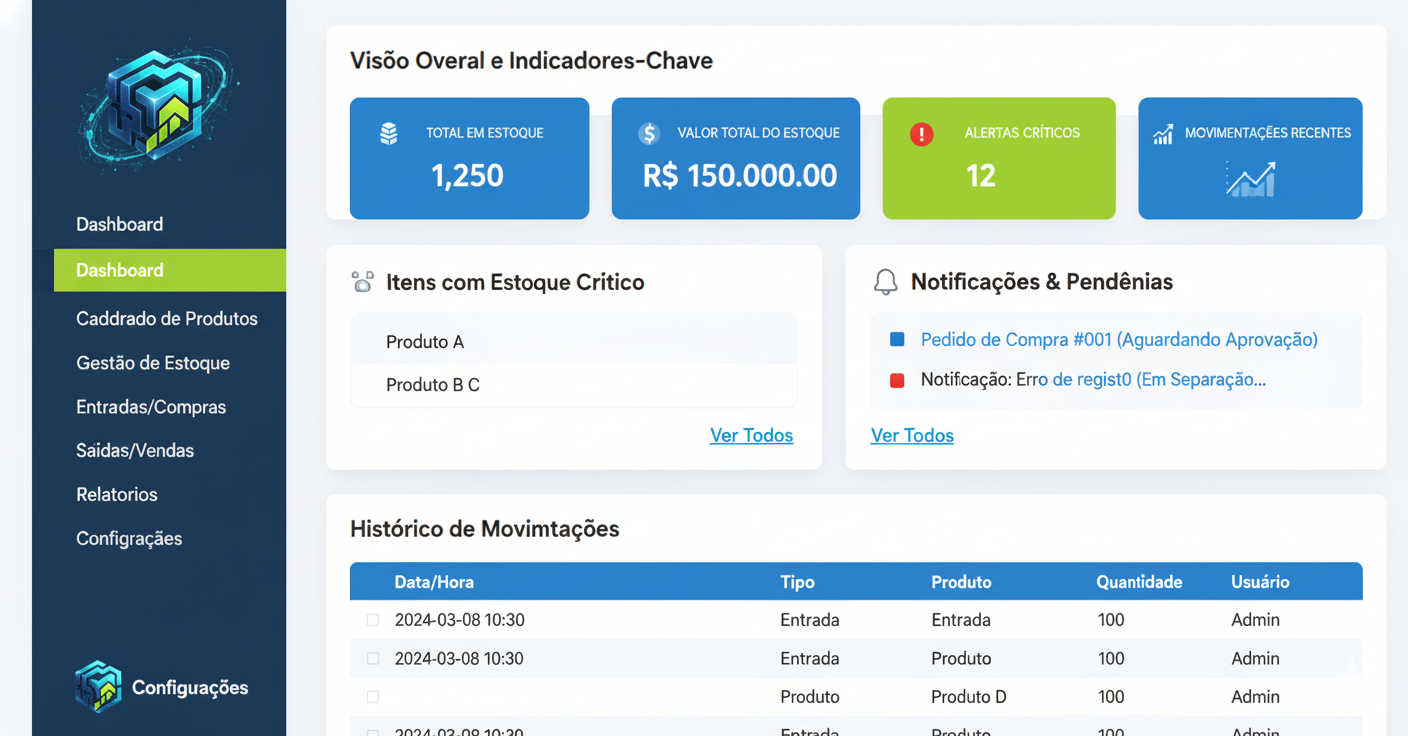 Visõo Overal e Indicadores-Chave
TOTAL EM ESTOQUE
1,250
VALOR TOTAL DO ESTOQUE
R$ 150.000.00
ALERTAS CRÍTICOS
12
MOVIMENTAÇÊES RECENTES
Dashboard
Dashboard
Caddrado de Produtos
Gestão de Estoque
Entradas/Compras
Saídas/Vendas
Relatorios
Configraçães
Configuações
Itens com Estoque Critico
Produto A
Produto B C
Ver Todos
Notificações & Pendênias
Pedido de Compra #001 (Aguardando Aprovação)
Notificação: Erro de regist0 (Em Separação...
Ver Todos
Histórico de Movimtações
Data/Hora Tipo Produto Quantidade Usuário
2024-03-08 10:30 Entrada Entrada 100 Admin
2024-03-08 10:30 Entrada Produto 100 Admin
Produto Produto D 100 Admin
2024-03-08 10:30 Entrada Produto 100 Admin